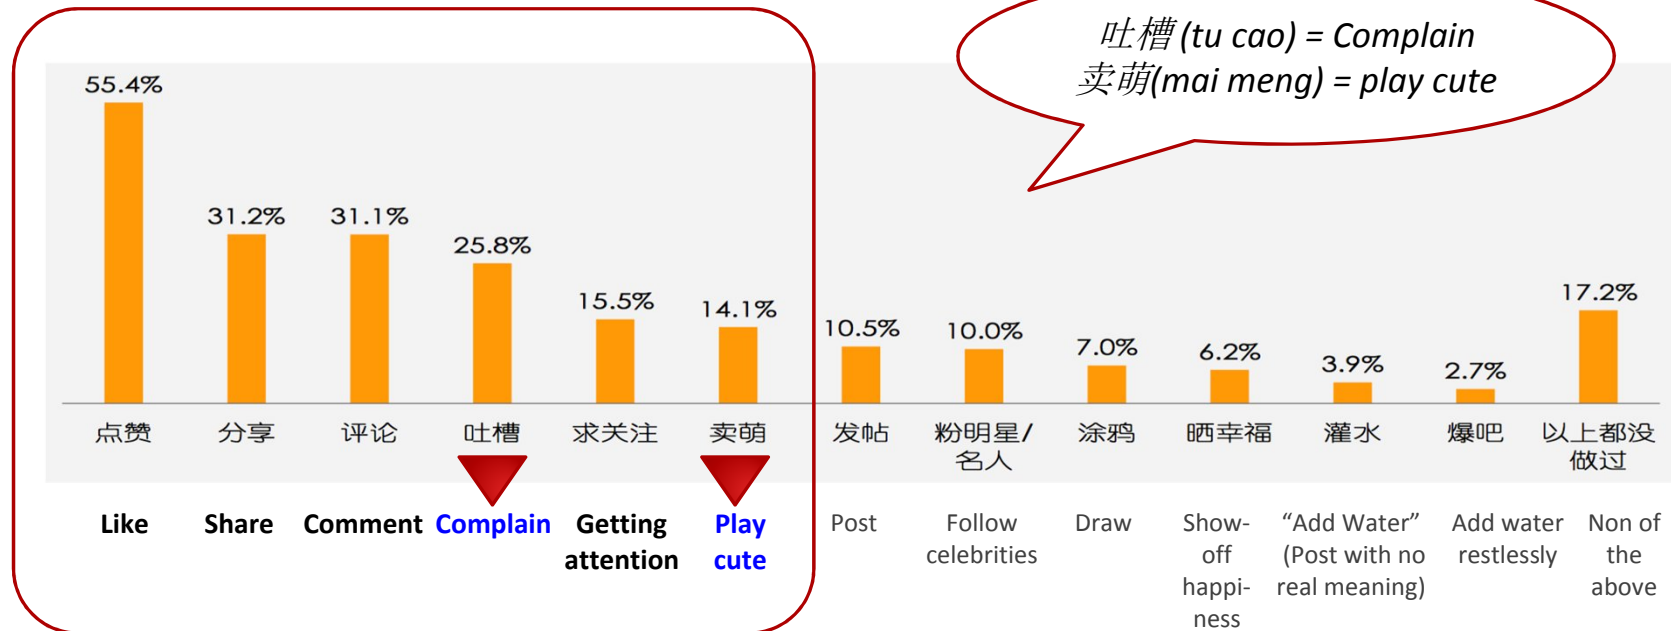 吐槽 (tu cao) = Complain
卖萌(mai meng) = play cute
55.4%
31.2%
31.1%
25.8%
15.5%
14.1%
10.5%
10.0%
7.0%
6.2%
3.9%
2.7%
17.2%
点赞
分享
评论
吐槽
求关注
卖萌
发帖
粉明星/
名人
涂鸦
晒幸福
灌水
爆吧
以上都没
做过
Like
Share
Comment
Complain
Getting
attention
Play
cute
Post
Follow
celebrities
Draw
Show-
off
happi-
ness
“Add Water”
(Post with no
real meaning)
Add water
restlessly
Non of
the
above